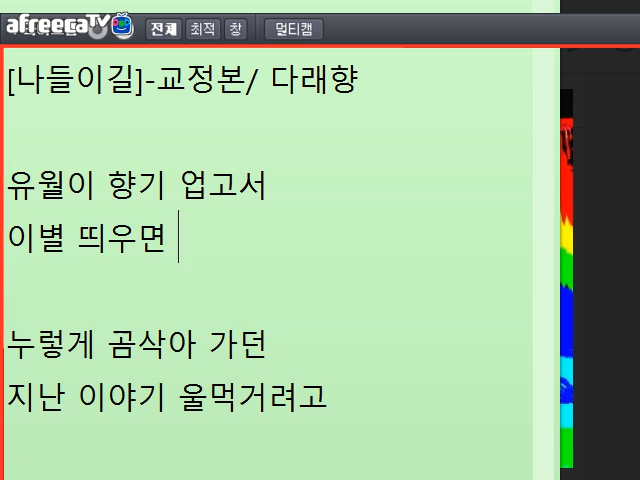 afreecaTV
전체 최적 창 멀티캠
[나들이길]-교정본/ 다래향
유월이 향기 업고서
이별 띄우면
누렇게 곰삭아 가던
지난 이야기 울먹거려고